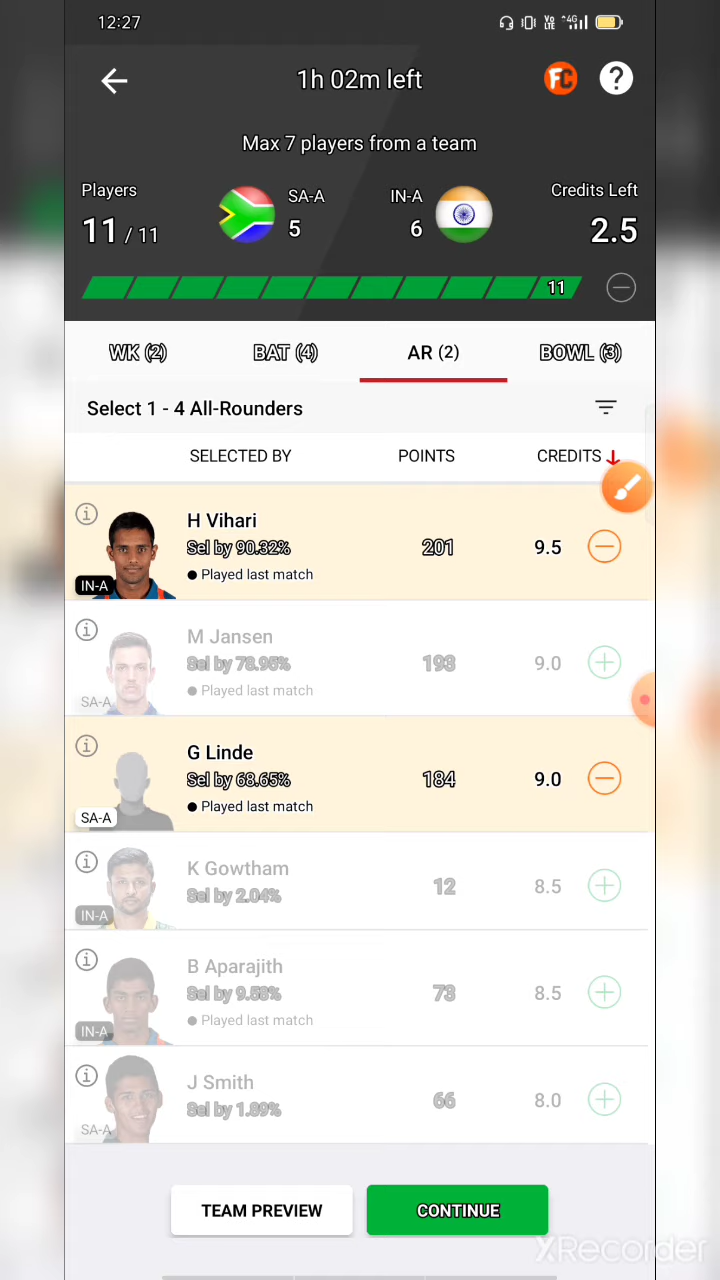 12:27
Vo LTE 4G
1h 02m left
FC
?
Max 7 players from a team
Players
SA-A
IN-A
Credits Left
11 / 11
5
6
2.5
11
WK (2)
BAT (4)
AR (2)
BOWL (3)
Select 1 - 4 All-Rounders
SELECTED BY
POINTS
CREDITS
H Vihari
Sel by 90.32%
201
9.5
Played last match
IN-A
M Jansen
Sel by 78.95%
193
9.0
Played last match
SA-A
G Linde
Sel by 68.65%
184
9.0
Played last match
SA-A
K Gowtham
Sel by 2.04%
12
8.5
IN-A
B Aparajith
Sel by 9.58%
73
8.5
Played last match
IN-A
J Smith
Sel by 1.89%
66
8.0
SA-A
TEAM PREVIEW
CONTINUE
XRecorder